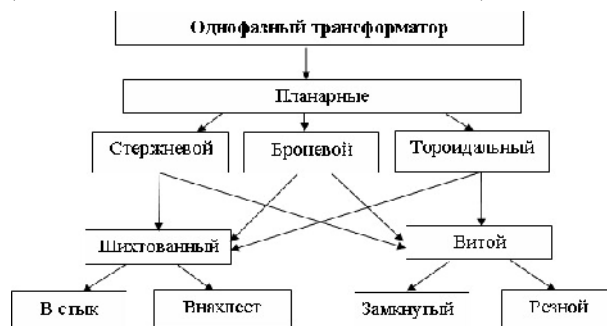 Однофазный трансформатор
Планарные
Стержневой
Броневой
Тороидальный
Шихтованный
Витой
В стык
Внахлест
Замкнутый
Резной